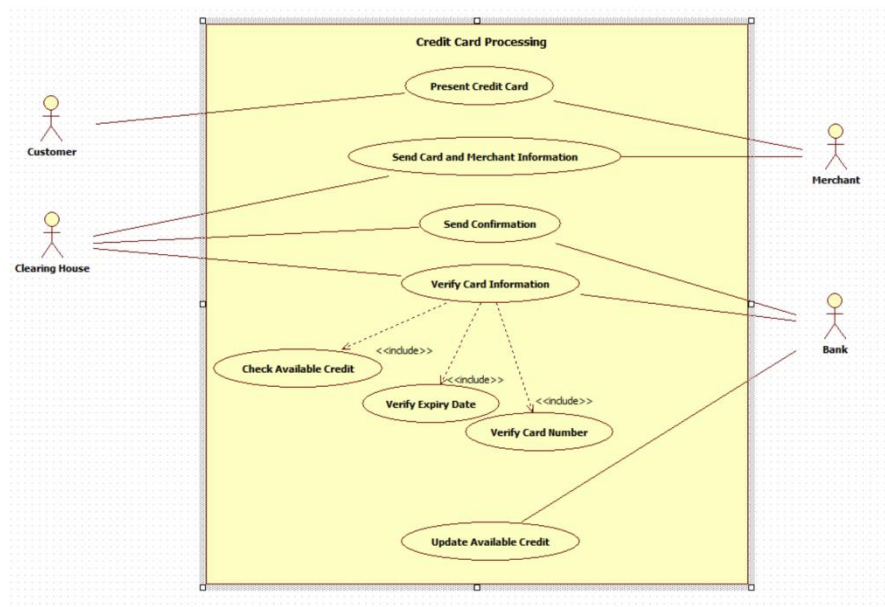 Credit Card Processing
Present Credit Card
Customer
Send Card and Merchant Information
Merchant
Send Confirmation
Clearing House
Verify Card Information
Bank
<<include>>
Check Available Credit
<<include>>
Verify Expiry Date
<<include>>
Verify Card Number
Update Available Credit